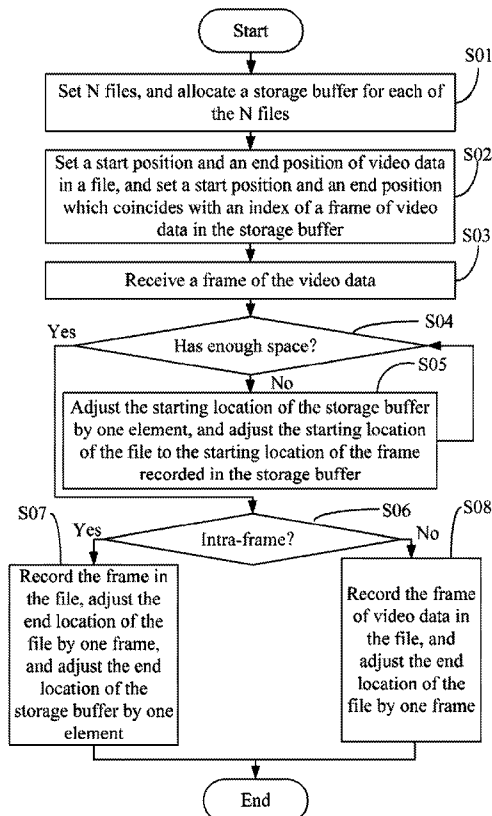 Start
S01
Set N files, and allocate a storage buffer for each of
the N files
S02
Set a start position and an end position of video data
in a file, and set a start position and an end position
which coincides with an index of a frame of video
data in the storage buffer
S03
Receive a frame of the video data
Yes
S04
Has enough space?
No
S05
Adjust the starting location of the storage buffer
by one element, and adjust the starting location
of the file to the starting location of the frame
recorded in the storage buffer
S07
Yes
S06
Intra-frame?
No
S08
Record the frame in
the file, adjust the
end location of the
file by one frame,
and adjust the end
location of the
storage buffer by one
element
Record the frame
of video data in
the file, and
adjust the end
location of the
file by one frame
End